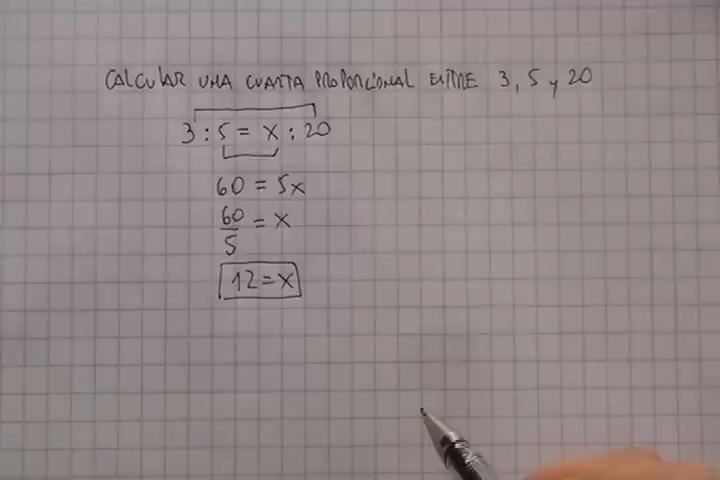 CALCULAR UNA CUARTA PROPORCIONAL ENTRE 3, 5 y 20
3 : 5 = x : 20
60 = 5x
60/5 = x
12 = x